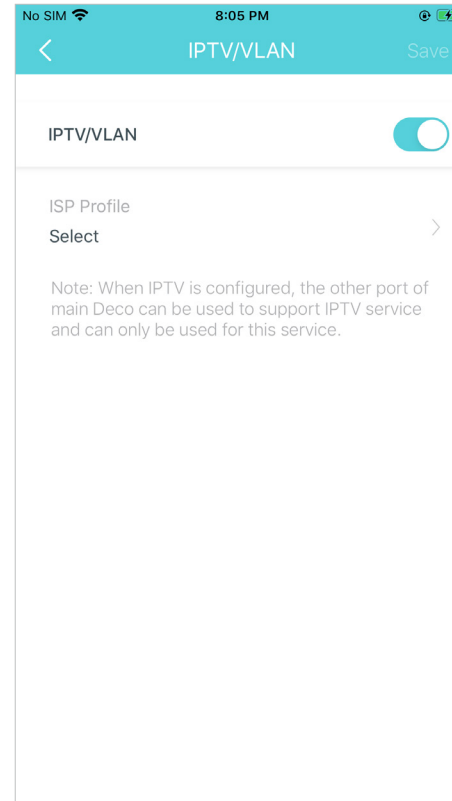 No SIM 8:05 PM
IPTV/VLAN Save
IPTV/VLAN
ISP Profile
Select
Note: When IPTV is configured, the other port of
main Deco can be used to support IPTV service
and can only be used for this service.